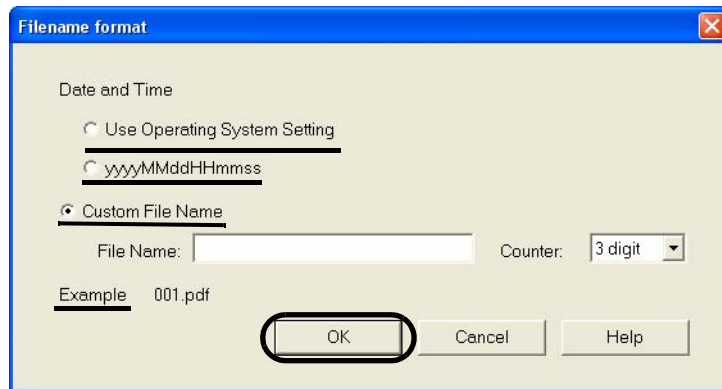 Filename format
Date and Time
Use Operating System Setting
yyyyMMddHHmmss
Custom File Name
File Name: Counter: 3 digit
Example 001.pdf
OK Cancel Help